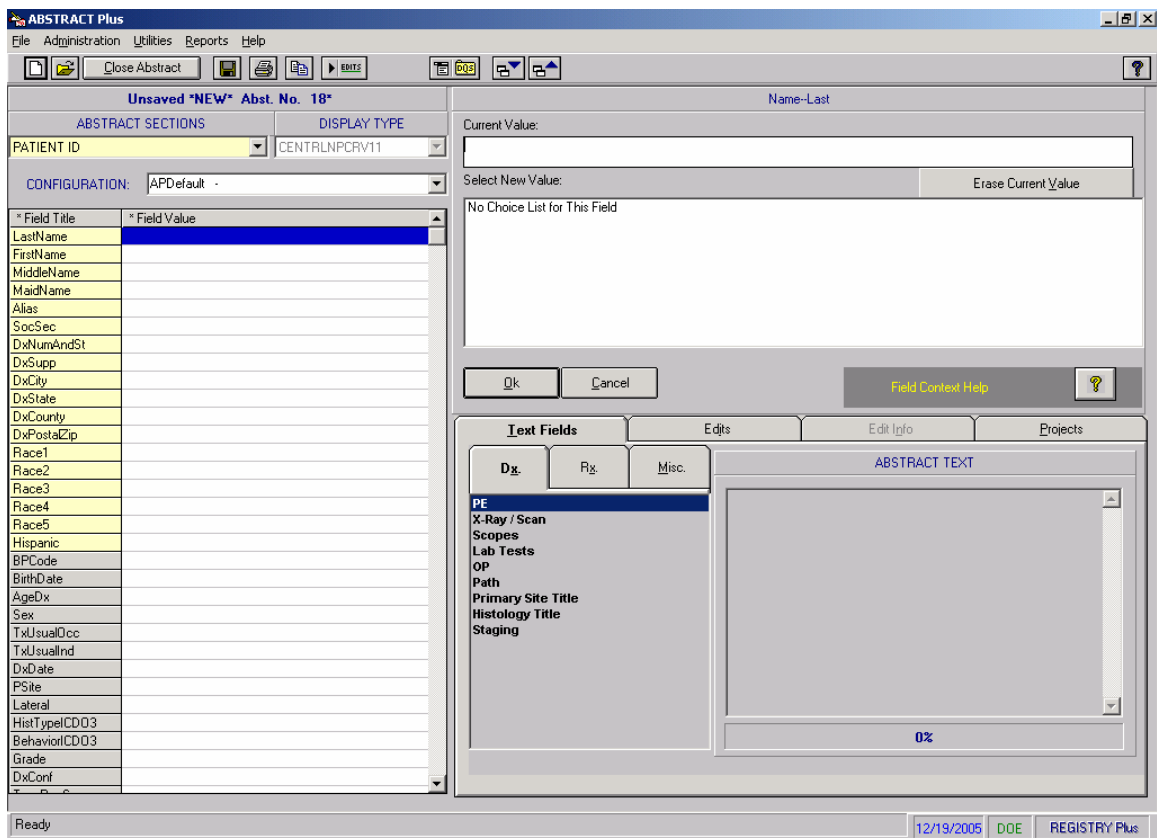 ABSTRACT Plus
File Administration Utilities Reports Help
Close Abstract EDITS DQS ?
Unsaved *NEW* Abst. No. 18*
ABSTRACT SECTIONS DISPLAY TYPE
PATIENT ID CENTRLNPCRV11
CONFIGURATION: APDefault -
* Field Title * Field Value
LastName
FirstName
MiddleName
MaidName
Alias
SocSec
DxNumAndSt
DxSupp
DxCity
DxState
DxCounty
DxPostalZip
Race1
Race2
Race3
Race4
Race5
Hispanic
BPCode
BirthDate
AgeDx
Sex
TxUsualOcc
TxUsualInd
DxDate
PSite
Lateral
HistTypeICDO3
BehaviorICDO3
Grade
DxConf
Name--Last
Current Value:
Select New Value: Erase Current Value
No Choice List for This Field
Ok Cancel Field Context Help ?
Text Fields Edits Edit Info Projects
Dx. Rx. Misc. ABSTRACT TEXT
PE
X-Ray / Scan
Scopes
Lab Tests
OP
Path
Primary Site Title
Histology Title
Staging
0%
Ready 12/19/2005 DOE REGISTRY Plus